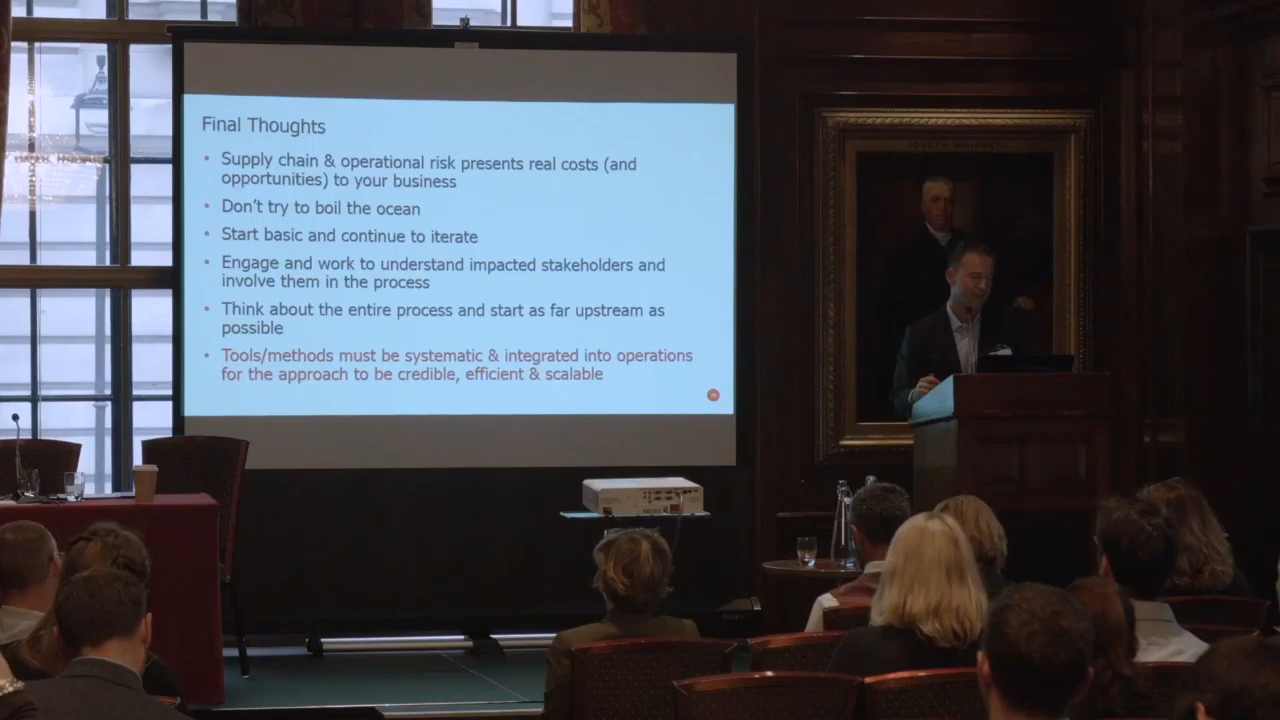 Final Thoughts
• Supply chain & operational risk presents real costs (and
opportunities) to your business
• Don't try to boil the ocean
• Start basic and continue to iterate
• Engage and work to understand impacted stakeholders and
involve them in the process
• Think about the entire process and start as far upstream as
possible
• Tools/methods must be systematic & integrated into operations
for the approach to be credible, efficient & scalable
JOSEPH